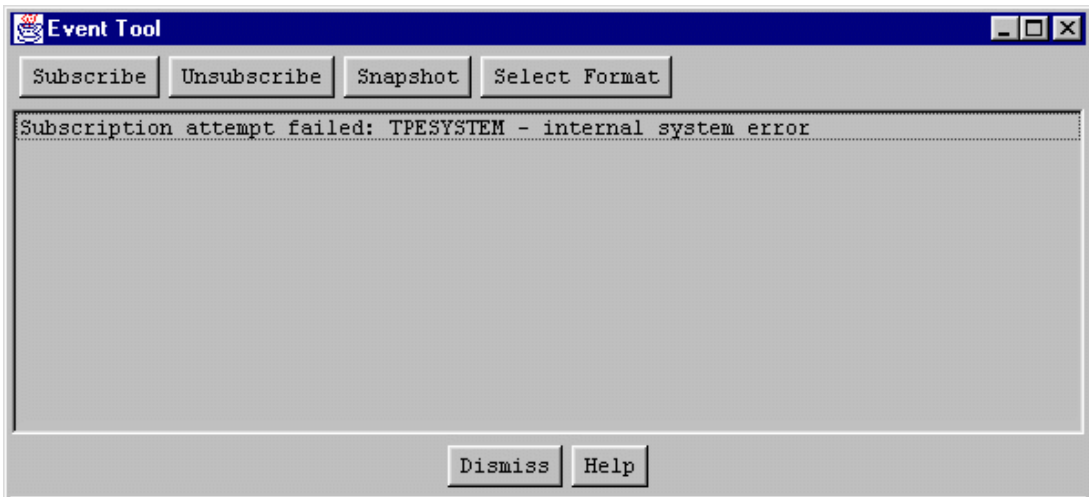 Event Tool
Subscribe Unsubscribe Snapshot Select Format
Subscription attempt failed: TPESYSTEM - internal system error
Dismiss Help